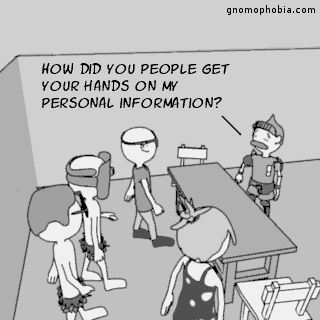 gnomophobia.com
HOW DID YOU PEOPLE GET
YOUR HANDS ON MY
PERSONAL INFORMATION?